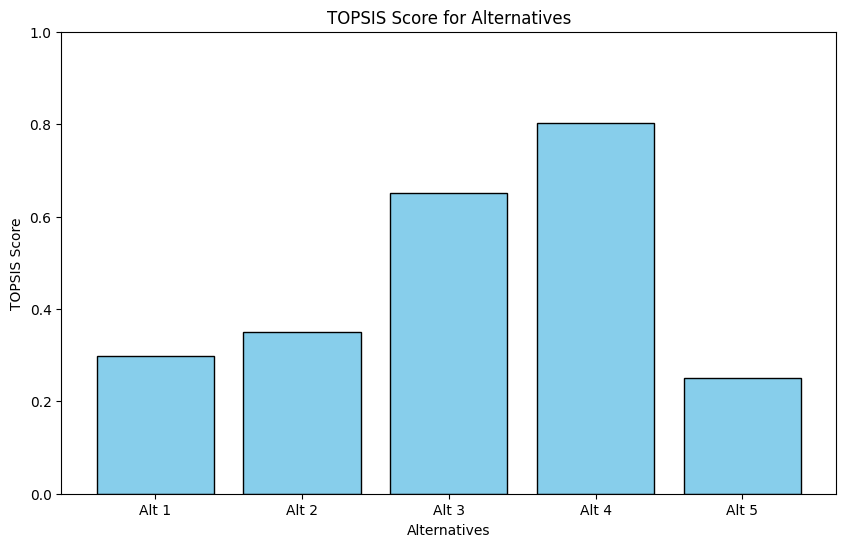 TOPSIS Score for Alternatives
1.0
0.8
0.6
0.4
0.2
0.0
TOPSIS Score
Alt 1 Alt 2 Alt 3 Alt 4 Alt 5
Alternatives